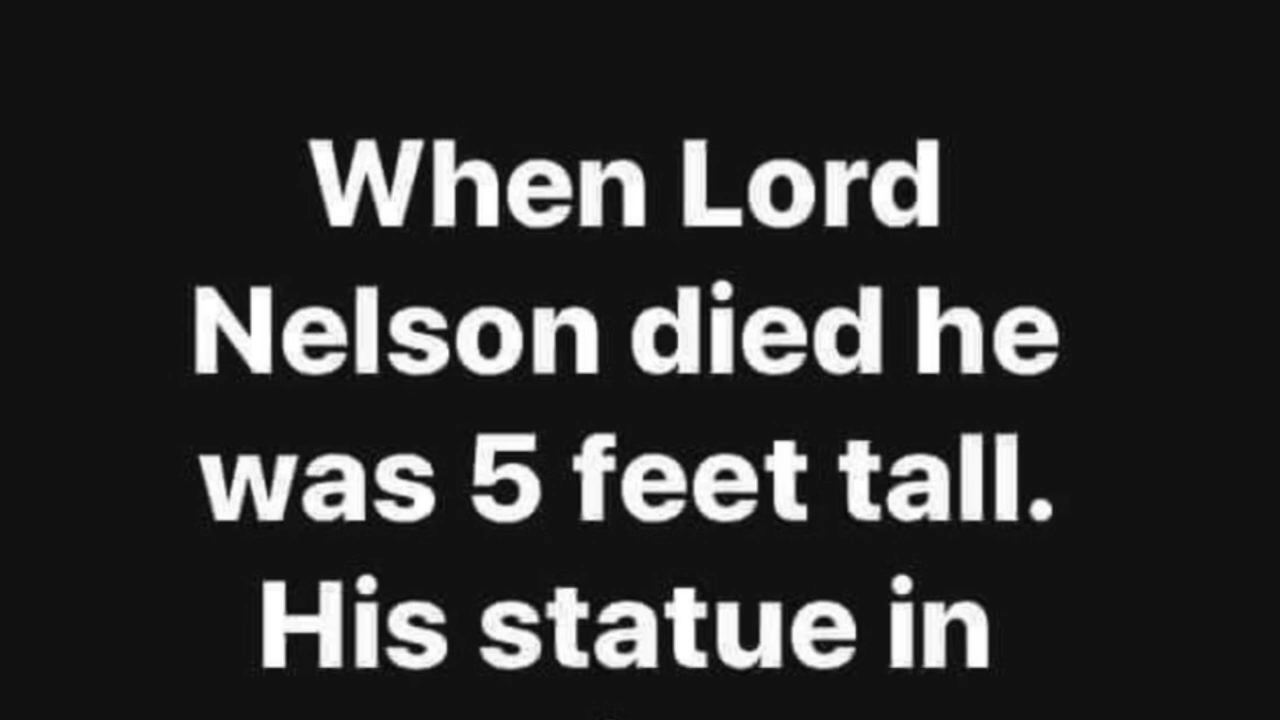 When Lord
Nelson died he
was 5 feet tall.
His statue in